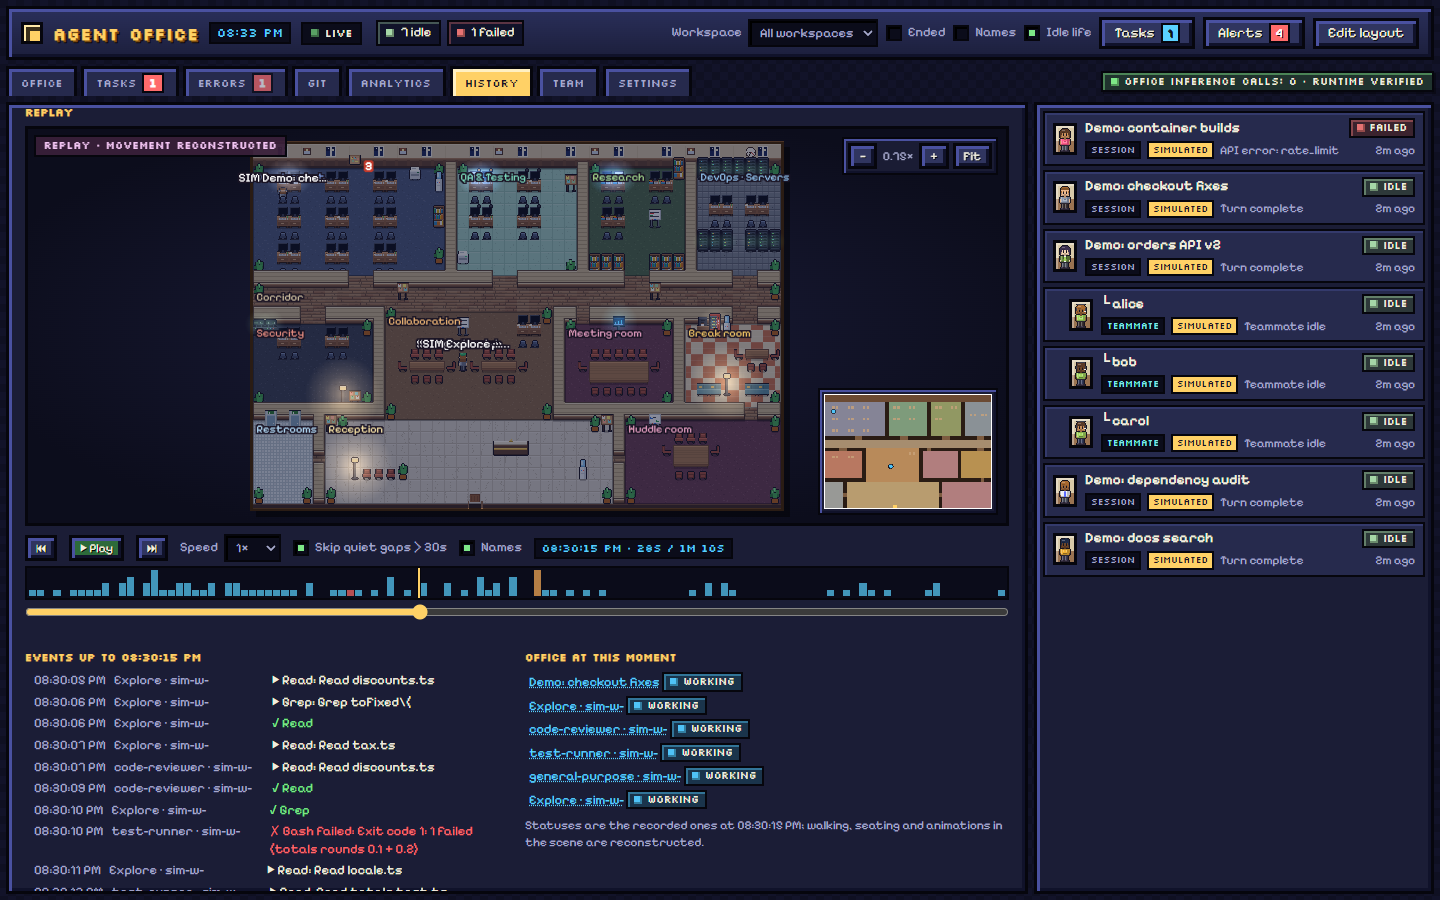 AGENT OFFICE
08:33 PM
LIVE
7 idle
1 failed
Workspace
All workspaces
Ended
Names
Idle life
Tasks 1
Alerts 4
Edit layout
OFFICE
TASKS 1
ERRORS 1
GIT
ANALYTICS
HISTORY
TEAM
SETTINGS
OFFICE INFERENCE CALLS: 0 · RUNTIME VERIFIED
REPLAY
REPLAY · MOVEMENT RECONSTRUCTED
- 0.75× + Fit
3
SIM Demo: che...
QA & Testing
Research
DevOps · Servers
Corridor
Security
Collaboration
Meeting room
Break room
SIM Explore
Restrooms
Reception
Huddle room
Play
Speed
1×
Skip quiet gaps > 30s
Names
08:30:15 PM · 28S / 1M 10S
EVENTS UP TO 08:30:15 PM
08:30:05 PM Explore · sim-w- ▶ Read: Read discounts.ts
08:30:06 PM Explore · sim-w- ▶ Grep: Grep toFixed\(
08:30:06 PM Explore · sim-w- ✓ Read
08:30:07 PM Explore · sim-w- ▶ Read: Read tax.ts
08:30:07 PM code-reviewer · sim-w- ▶ Read: Read discounts.ts
08:30:09 PM code-reviewer · sim-w- ✓ Read
08:30:10 PM Explore · sim-w- ✓ Grep
08:30:10 PM test-runner · sim-w- ✗ Bash failed: Exit code 1: 1 failed
(totals rounds 0.1 + 0.2)
08:30:11 PM Explore · sim-w- ▶ Read: Read locale.ts
OFFICE AT THIS MOMENT
Demo: checkout fixes WORKING
Explore · sim-w- WORKING
code-reviewer · sim-w- WORKING
test-runner · sim-w- WORKING
general-purpose · sim-w- WORKING
Explore · sim-w- WORKING
Statuses are the recorded ones at 08:30:15 PM; walking, seating and animations in
the scene are reconstructed.
Demo: container builds FAILED
SESSION SIMULATED API error: rate_limit 2m ago
Demo: checkout fixes IDLE
SESSION SIMULATED Turn complete 2m ago
Demo: orders API v2 IDLE
SESSION SIMULATED Turn complete 2m ago
└ alice IDLE
TEAMMATE SIMULATED Teammate idle 2m ago
└ bob IDLE
TEAMMATE SIMULATED Teammate idle 2m ago
└ carol IDLE
TEAMMATE SIMULATED Teammate idle 2m ago
Demo: dependency audit IDLE
SESSION SIMULATED Turn complete 2m ago
Demo: docs search IDLE
SESSION SIMULATED Turn complete 2m ago